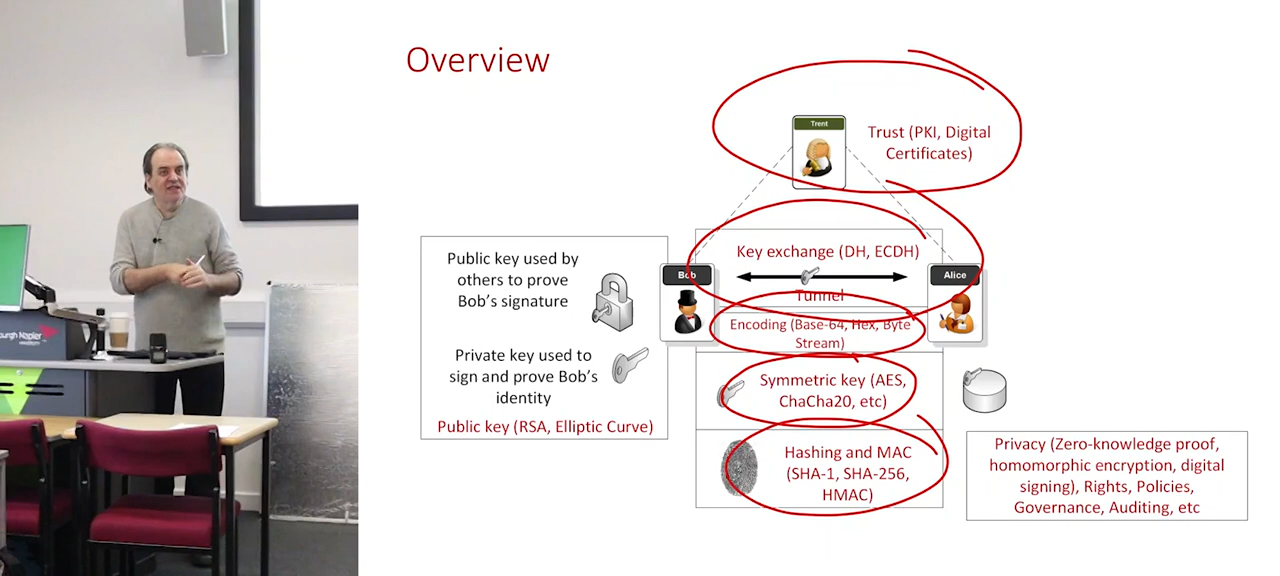 Overview
Trent
Trust (PKI, Digital
Certificates)
Public key used by
others to prove
Bob's signature
Private key used to
sign and prove Bob's
identity
Public key (RSA, Elliptic Curve)
Bob
Key exchange (DH, ECDH)
Alice
Tunnel
Encoding (Base-64, Hex, Byte
Stream)
Symmetric key (AES,
ChaCha20, etc)
Hashing and MAC
(SHA-1, SHA-256,
HMAC)
Privacy (Zero-knowledge proof,
homomorphic encryption, digital
signing), Rights, Policies,
Governance, Auditing, etc
Napier